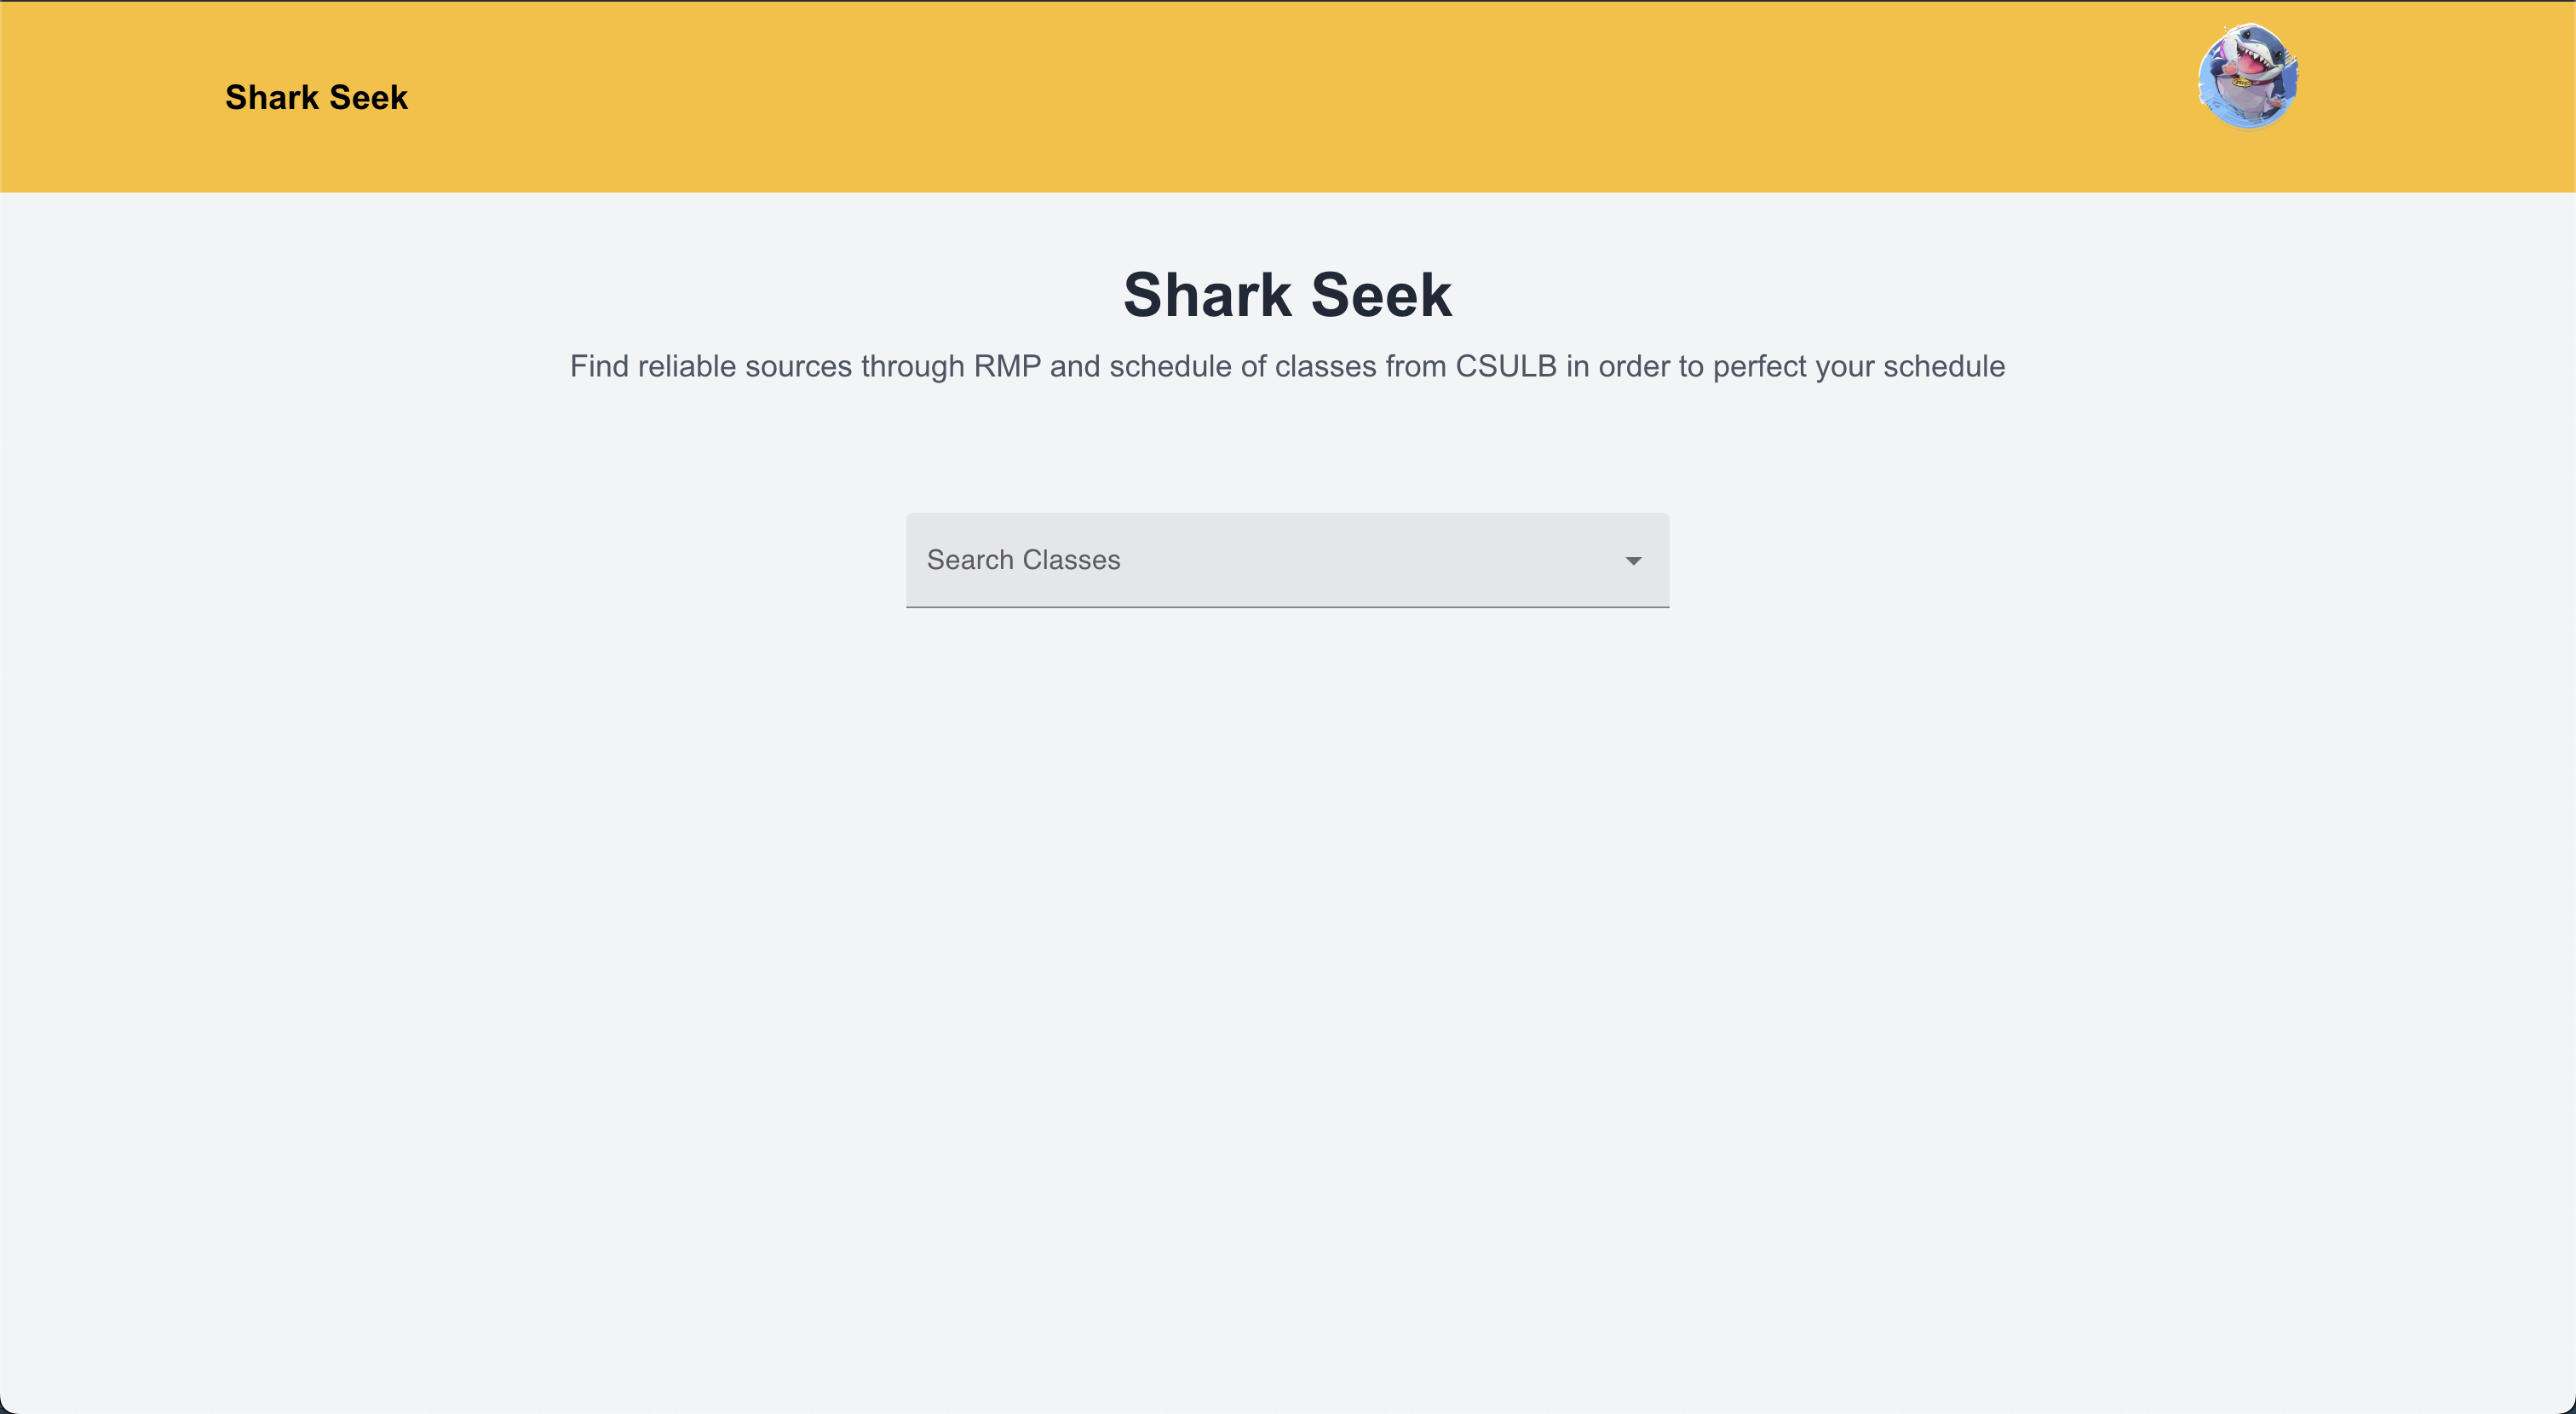 Shark Seek
Shark Seek
Find reliable sources through RMP and schedule of classes from CSULB in order to perfect your schedule
Search Classes